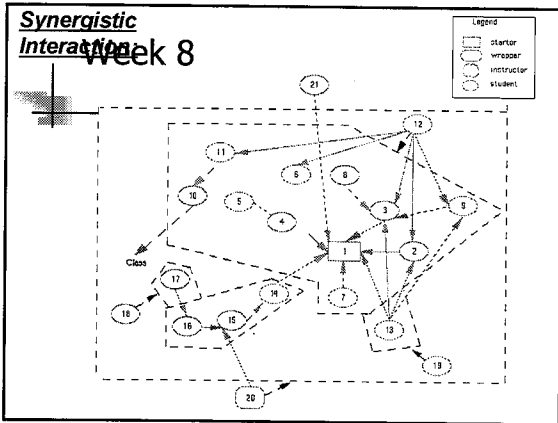 Synergistic
Interaction:
Week 8
Legend
startor
wrapper
instructor
student
21
12
11
6
8
10
5
3
9
4
1
2
Class
17
14
7
18
16
15
13
19
20